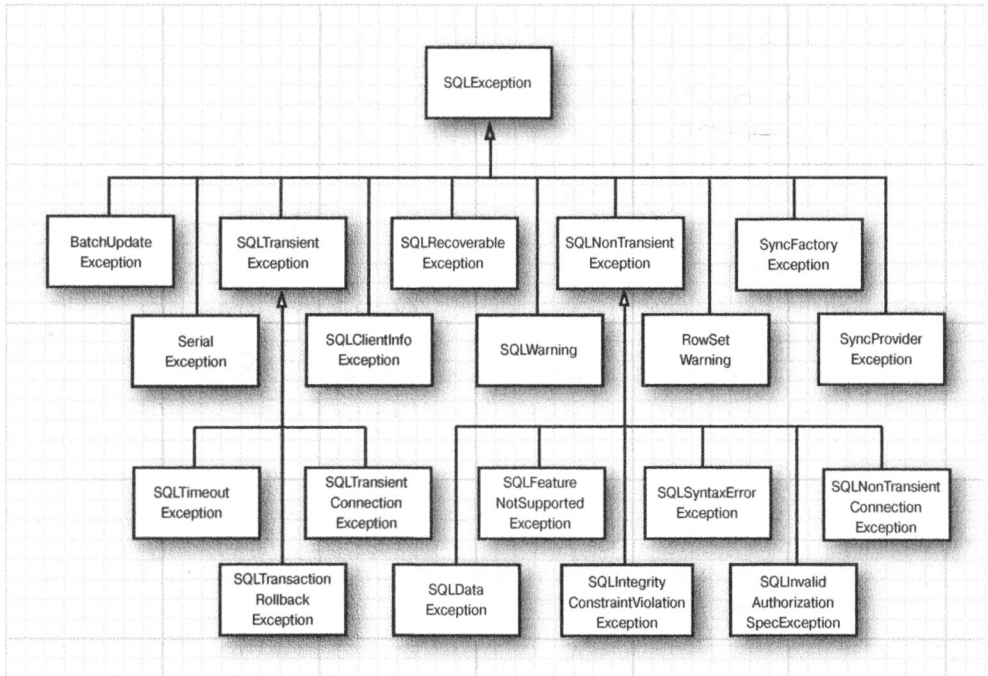 SQLException
BatchUpdate
Exception
SQLTransient
Exception
SQLRecoverable
Exception
SQLNonTransient
Exception
SyncFactory
Exception
Serial
Exception
SQLClientInfo
Exception
SQLWarning
RowSet
Warning
SyncProvider
Exception
SQLTimeout
Exception
SQLTransient
Connection
Exception
SQLFeature
NotSupported
Exception
SQLSyntaxError
Exception
SQLNonTransient
Connection
Exception
SQLTransaction
Rollback
Exception
SQLData
Exception
SQLIntegrity
ConstraintViolation
Exception
SQLInvalid
Authorization
SpecException